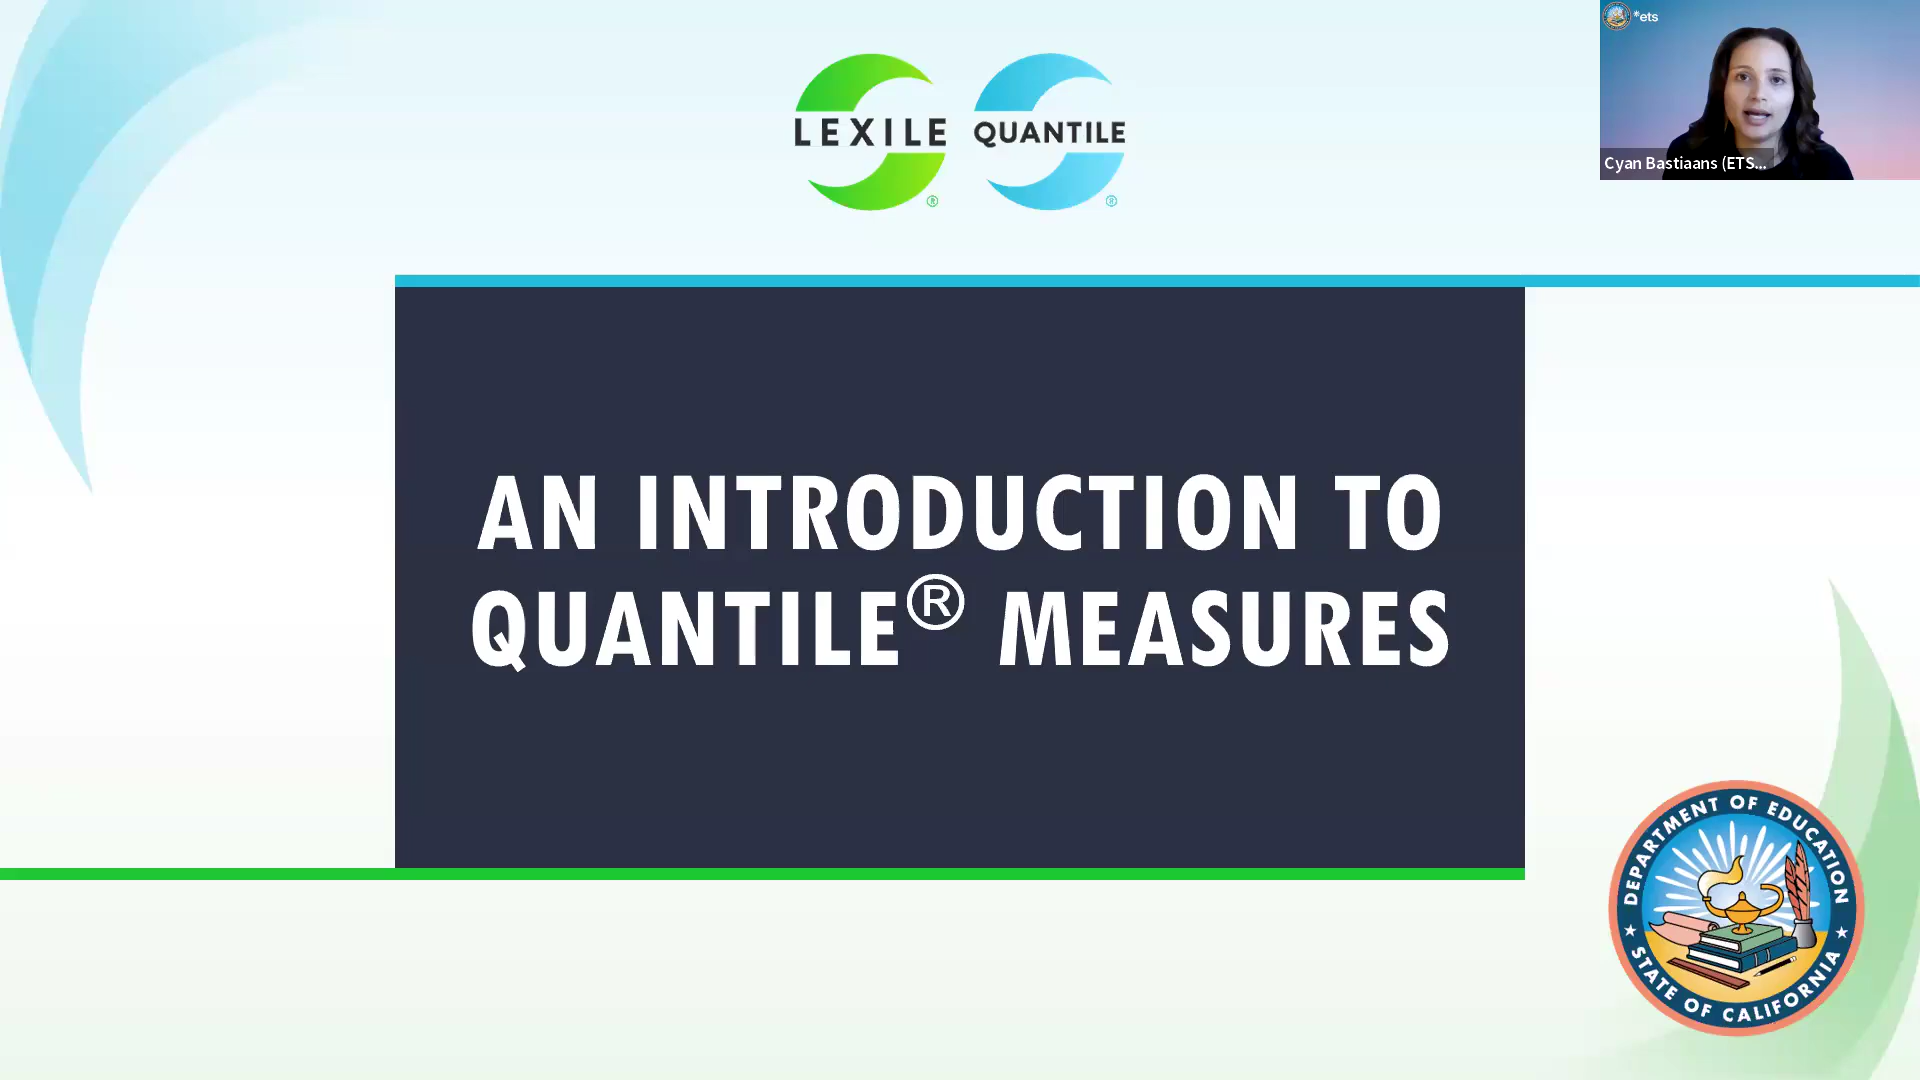 LEXILE
®
QUANTILE
®
*ets
Cyan Bastiaans (ETS...
AN INTRODUCTION TO
QUANTILE® MEASURES
DEPARTMENT OF EDUCATION
STATE OF CALIFORNIA